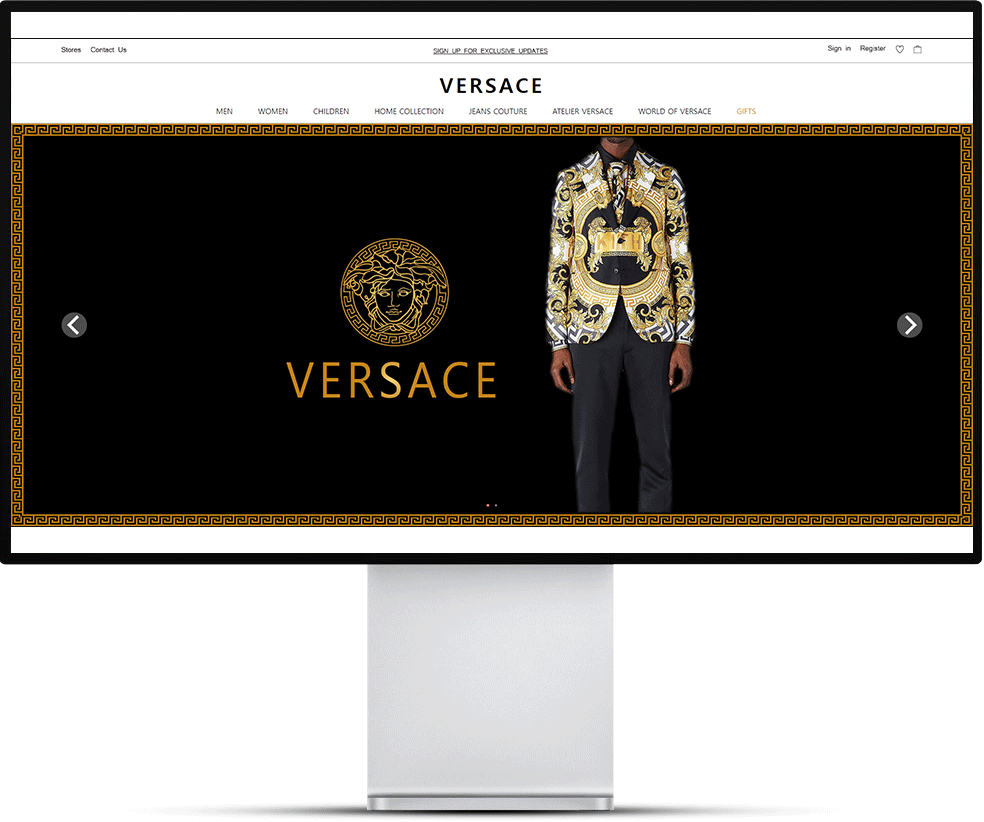 Stores Contact Us SIGN UP FOR EXCLUSIVE UPDATES Sign in Register
VERSACE
MEN WOMEN CHILDREN HOME COLLECTION JEANS COUTURE ATELIER VERSACE WORLD OF VERSACE GIFTS
VERSACE